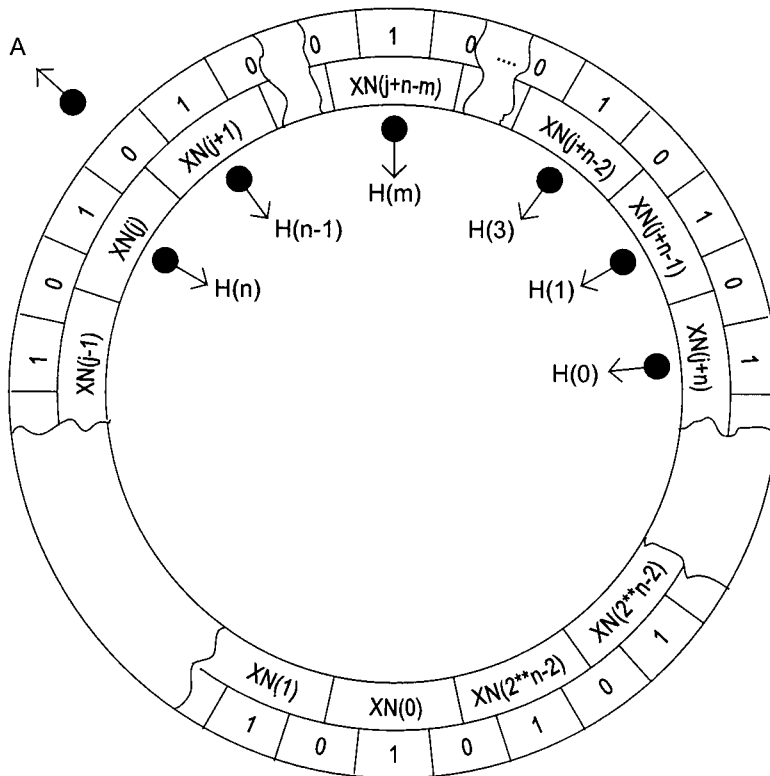 A
1
0
1
0
1
0
0
1
0
....
0
1
0
1
0
1
XN(j-1)
XN(j)
XN(j+1)
XN(j+n-m)
XN(j+n-2)
XN(j+n-1)
XN(j+n)
H(n)
H(n-1)
H(m)
H(3)
H(1)
H(0)
XN(1)
XN(0)
XN(2**n-2)
XN(2**n-2)
1
0
1
0
1
0
1